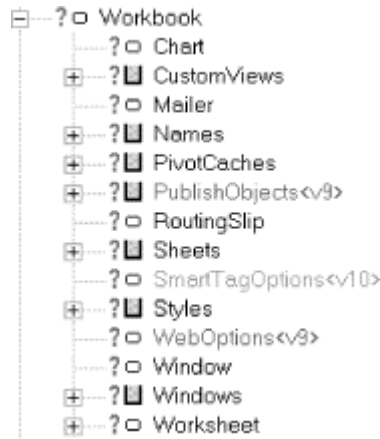 Workbook
Chart
CustomViews
Mailer
Names
PivotCaches
PublishObjects<v9>
RoutingSlip
Sheets
SmartTagOptions<v10>
Styles
WebOptions<v9>
Window
Windows
Worksheet